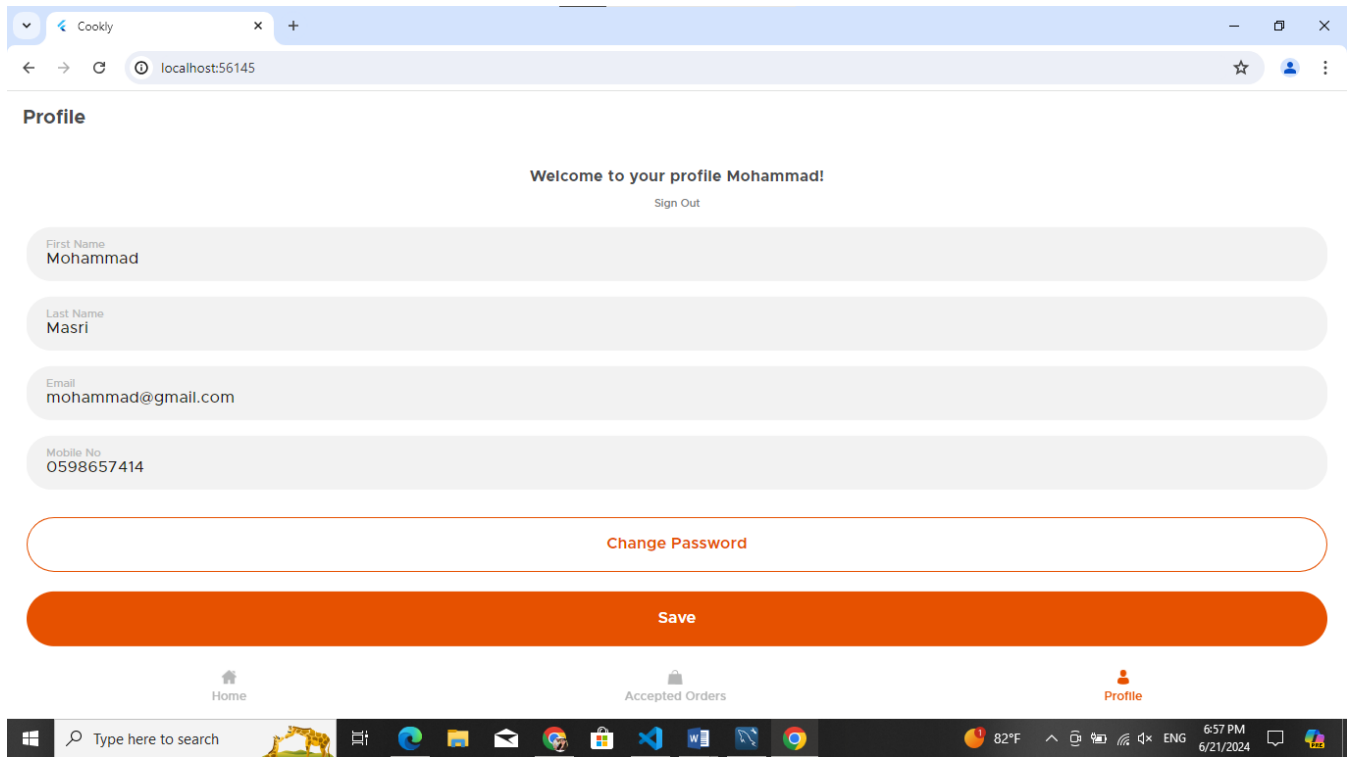 Cookly
localhost:56145
Profile
Welcome to your profile Mohammad!
Sign Out
First Name
Mohammad
Last Name
Masri
Email
mohammad@gmail.com
Mobile No
0598657414
Change Password
Save
Home
Accepted Orders
Profile
Type here to search
1
82°F
ENG
6:57 PM
6/21/2024